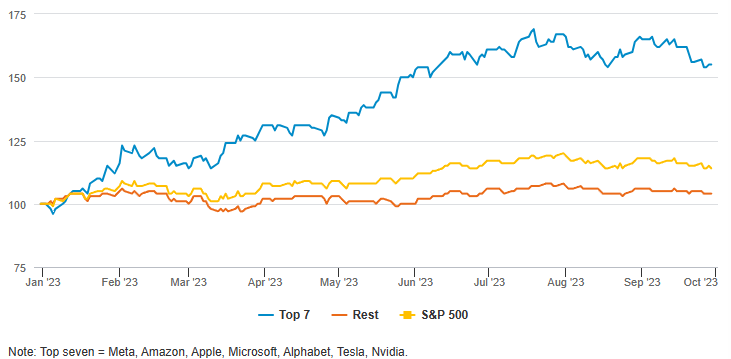 175
150
125
100
75
Jan '23 Feb '23 Mar '23 Apr '23 May '23 Jun '23 Jul '23 Aug '23 Sep '23 Oct '23
Top 7 Rest S&P 500
Note: Top seven = Meta, Amazon, Apple, Microsoft, Alphabet, Tesla, Nvidia.